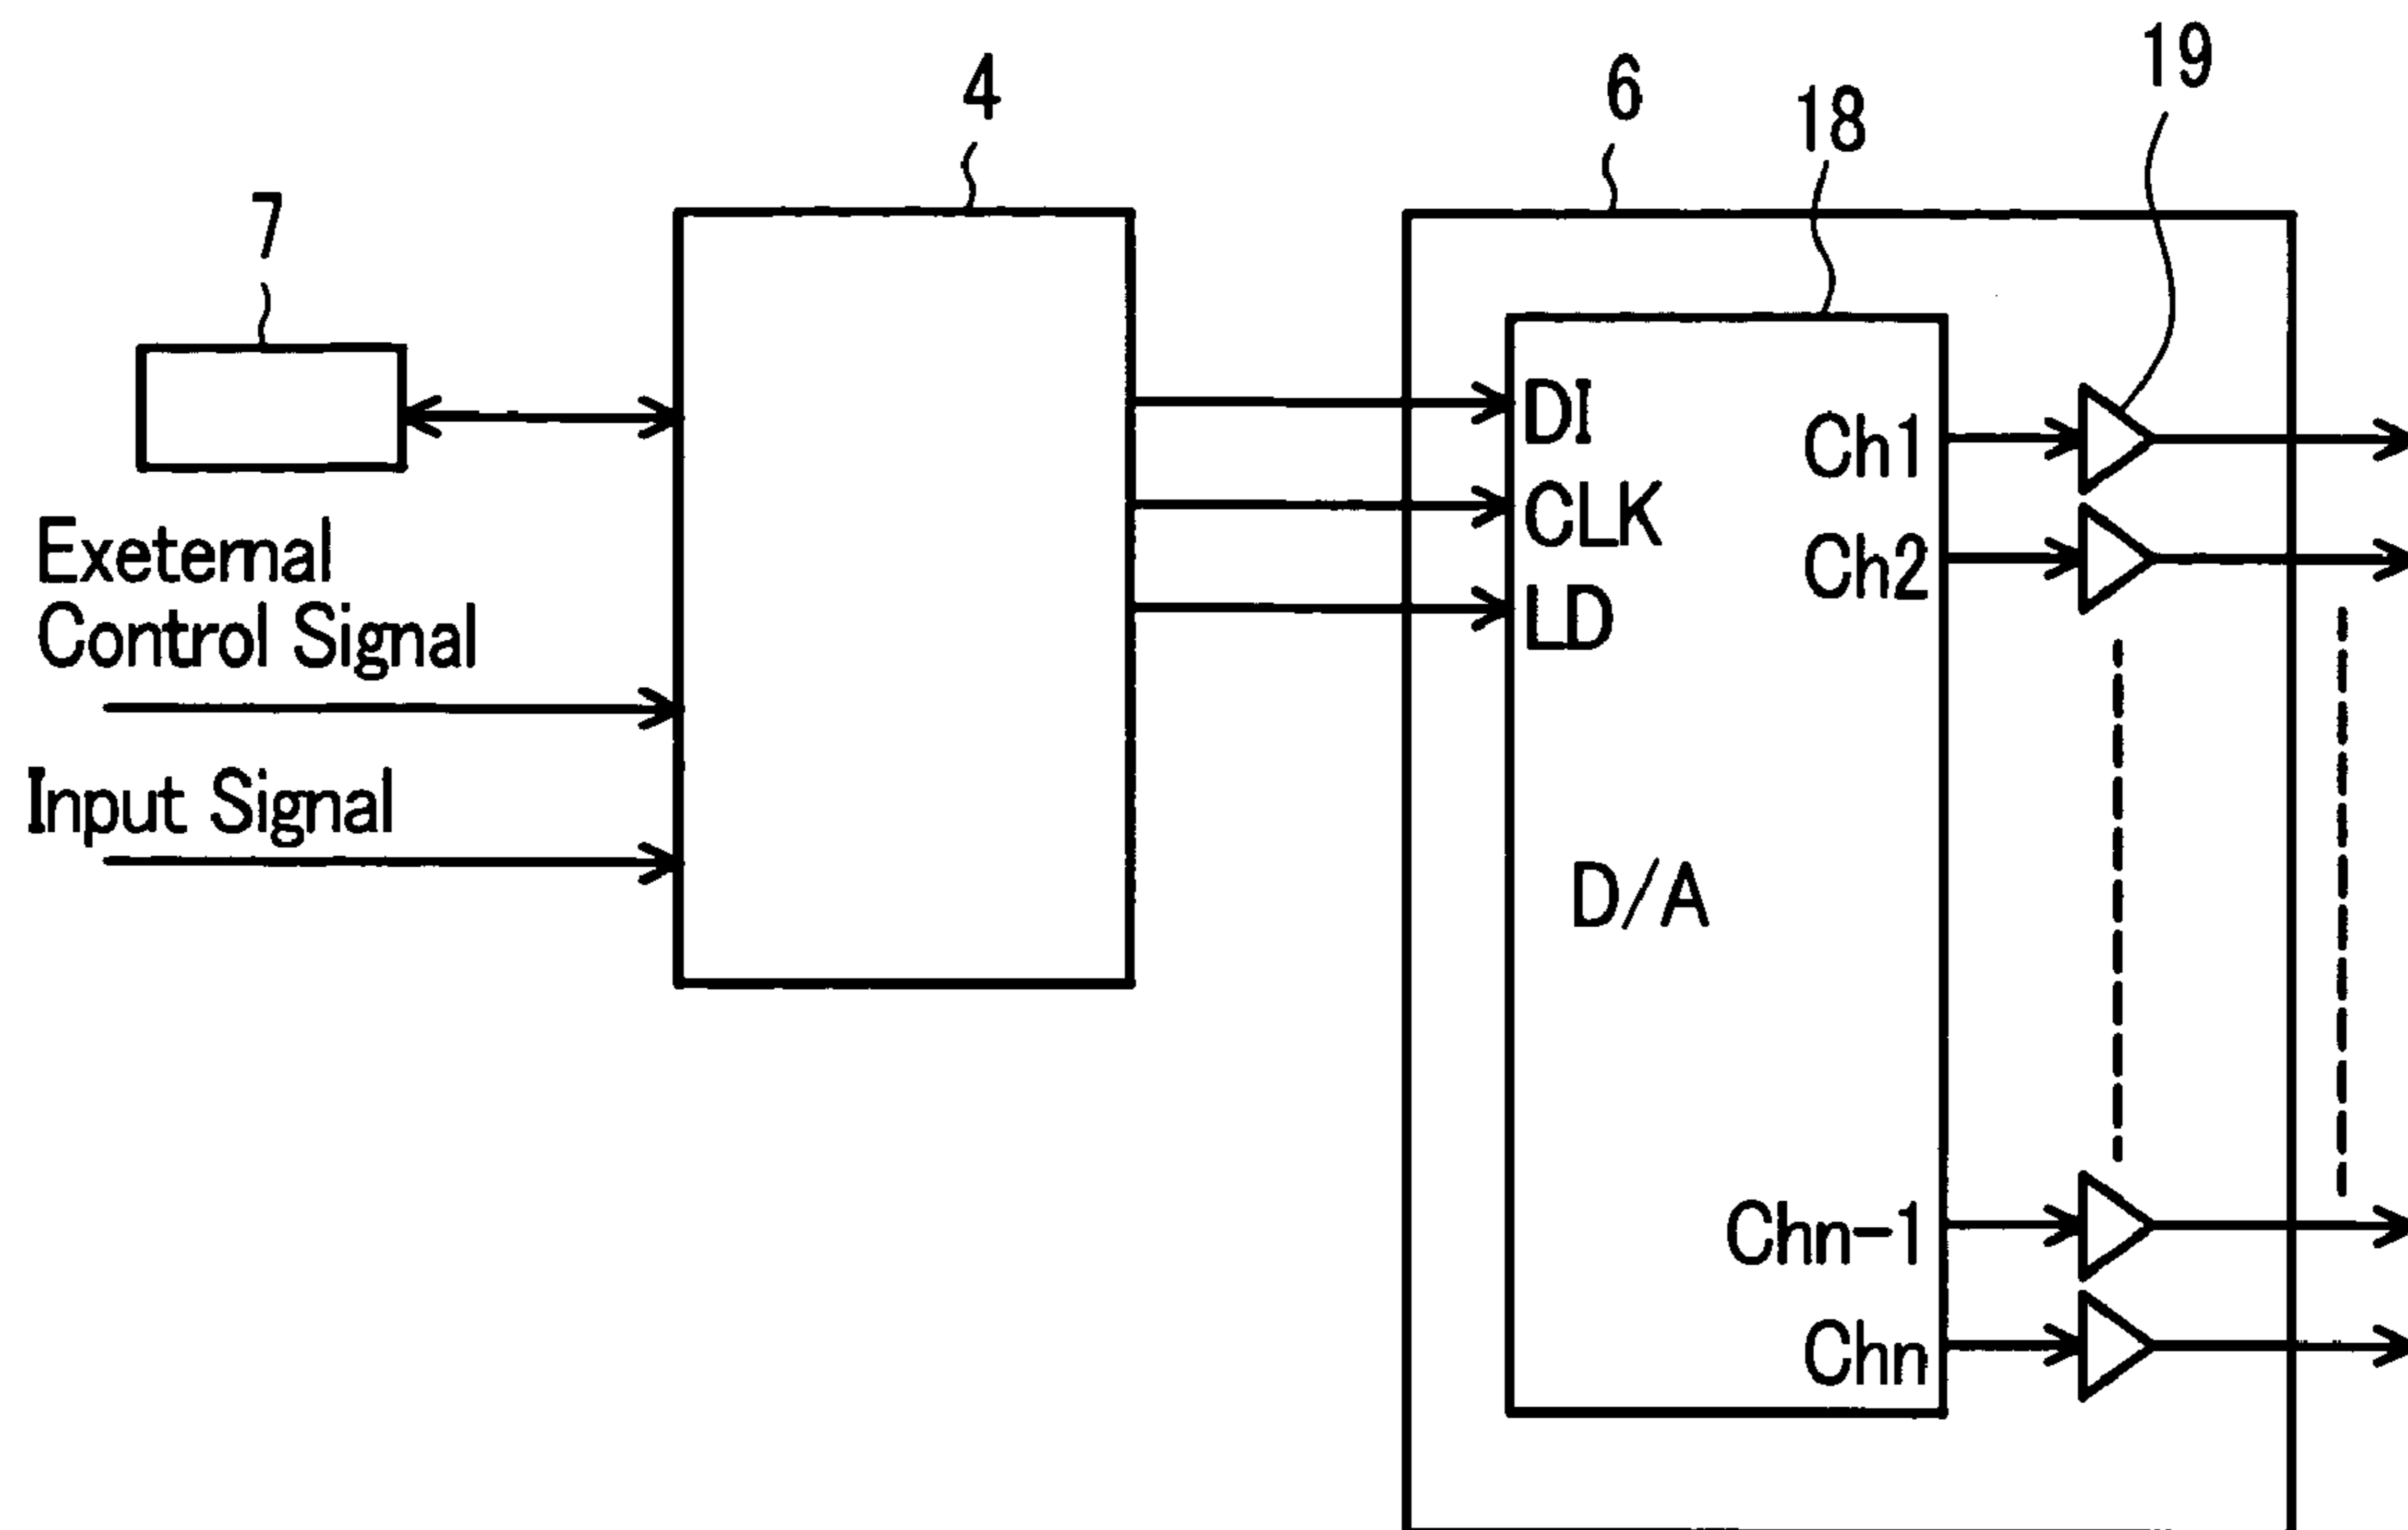 19
4
6
18
7
DI
Ch1
CLK
Exeternal
Control Signal
Ch2
LD
Input Signal
D/A
Chn-1
Chn